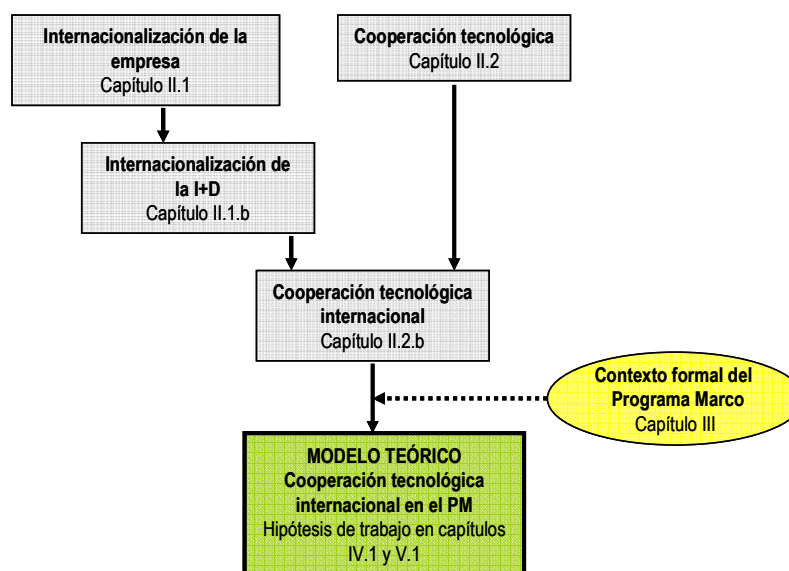 Internacionalización de la
empresa
Capítulo II.1
Cooperación tecnológica
Capítulo II.2
Internacionalización de
la I+D
Capítulo II.1.b
Cooperación tecnológica
internacional
Capítulo II.2.b
Contexto formal del
Programa Marco
Capítulo III
MODELO TEÓRICO
Cooperación tecnológica
internacional en el PM
Hipótesis de trabajo en capítulos
IV.1 y V.1